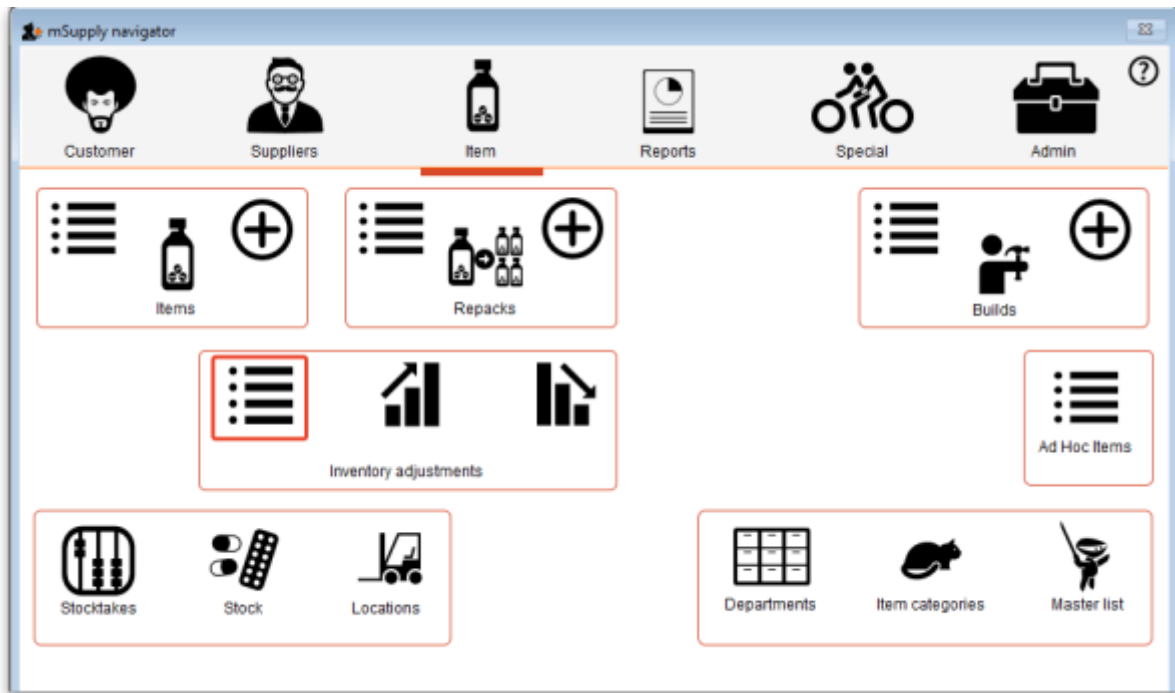 mSupply navigator
Customer
Suppliers
Item
Reports
Special
Admin
?
Items
Repacks
Builds
Inventory adjustments
Ad Hoc Items
Stocktakes
Stock
Locations
Departments
Item categories
Master list